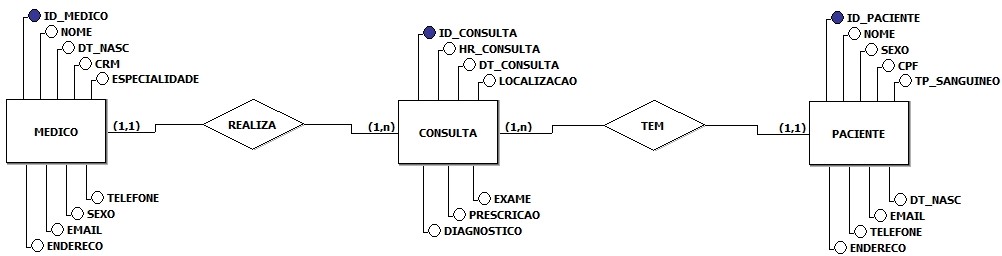 ID_MEDICO
NOME
DT_NASC
CRM
ESPECIALIDADE
MEDICO
TELEFONE
SEXO
EMAIL
ENDERECO
(1,1)
REALIZA
(1,n)
ID_CONSULTA
HR_CONSULTA
DT_CONSULTA
LOCALIZACAO
CONSULTA
EXAME
PRESCRICAO
DIAGNOSTICO
(1,n)
TEM
(1,1)
ID_PACIENTE
NOME
SEXO
CPF
TP_SANGUINEO
PACIENTE
DT_NASC
EMAIL
TELEFONE
ENDERECO